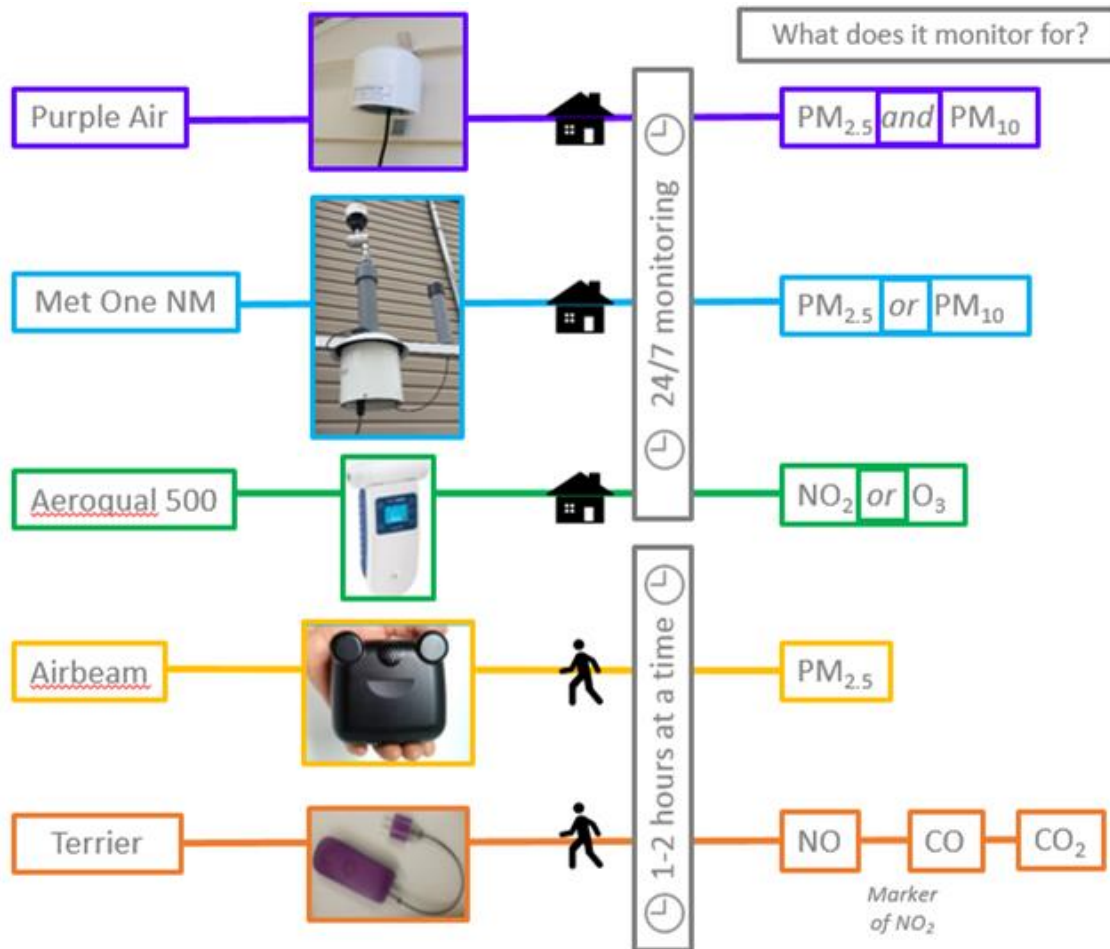 What does it monitor for?
Purple Air
PM2.5 and PM10
Met One NM
PM2.5 or PM10
24/7 monitoring
Aeroqual 500
NO2 or O3
Airbeam
PM2.5
1-2 hours at a time
Terrier
NO
CO
CO2
Marker
of NO2